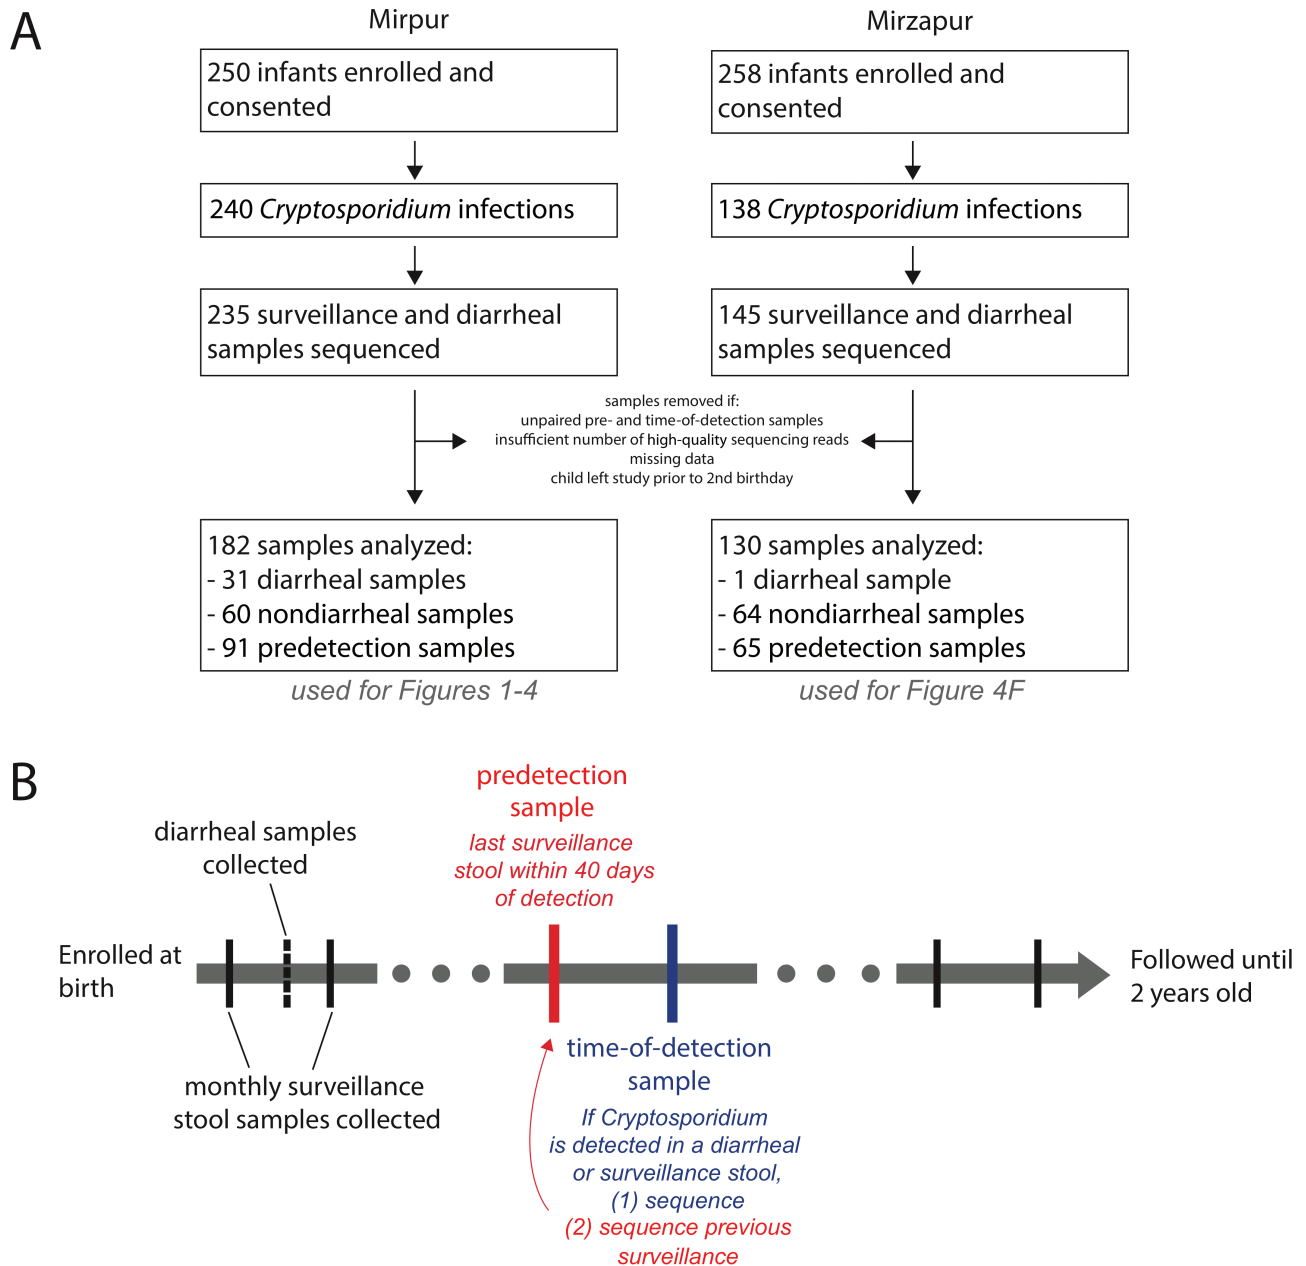 A
Mirpur
250 infants enrolled and
consented
240 Cryptosporidium infections
235 surveillance and diarrheal
samples sequenced
Mirzapur
258 infants enrolled and
consented
138 Cryptosporidium infections
145 surveillance and diarrheal
samples sequenced
samples removed if:
unpaired pre- and time-of-detection samples
insufficient number of high-quality sequencing reads
missing data
child left study prior to 2nd birthday
182 samples analyzed:
- 31 diarrheal samples
- 60 nondiarrheal samples
- 91 predetection samples
used for Figures 1-4
130 samples analyzed:
- 1 diarrheal sample
- 64 nondiarrheal samples
- 65 predetection samples
used for Figure 4F
B
diarrheal samples
collected
predetection
sample
last surveillance
stool within 40 days
of detection
Enrolled at
birth
Followed until
2 years old
monthly surveillance
stool samples collected
time-of-detection
sample
If Cryptosporidium
is detected in a diarrheal
or surveillance stool,
(1) sequence
(2) sequence previous
surveillance